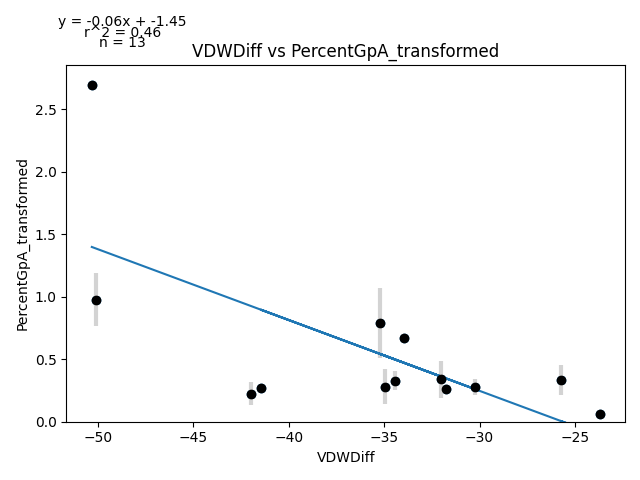 y = -0.06x + -1.45
r^2 = 0.46
n = 13
VDWDiff vs PercentGpA_transformed
PercentGpA_transformed
2.5
2.0
1.5
1.0
0.5
0.0
−50
−45
−40
−35
−30
−25
VDWDiff